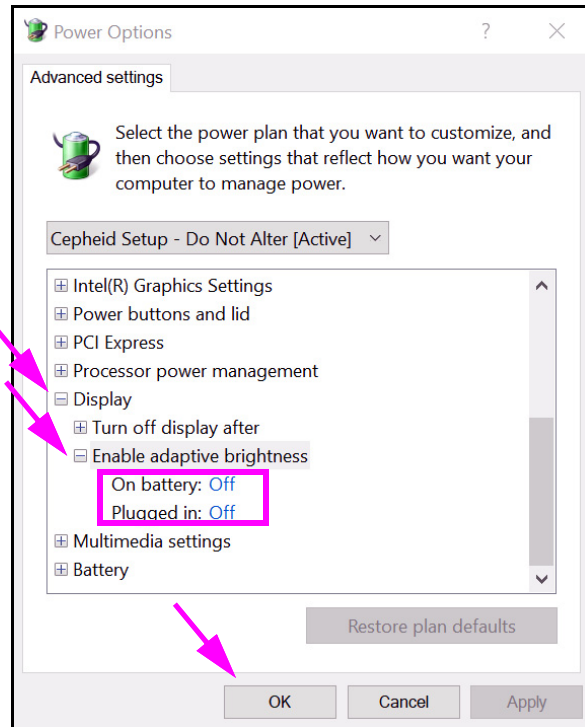 Power Options
?
Advanced settings
Select the power plan that you want to customize, and
then choose settings that reflect how you want your
computer to manage power.
Cepheid Setup - Do Not Alter [Active]
Intel(R) Graphics Settings
Power buttons and lid
PCI Express
Processor power management
Display
Turn off display after
Enable adaptive brightness
On battery: Off
Plugged in: Off
Multimedia settings
Battery
Restore plan defaults
OK Cancel Apply